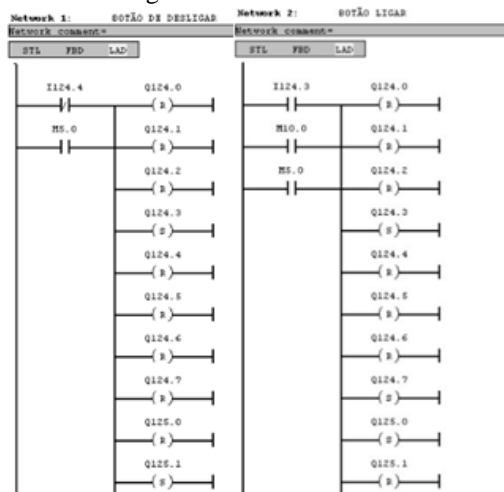 Network 1: BOTÃO DE DESLIGAR
Network comment=
STL FBD LAD
I124.4 Q124.0
( R )
M5.0 Q124.1
( R )
Q124.2
( R )
Q124.3
( S )
Q124.4
( R )
Q124.5
( R )
Q124.6
( R )
Q124.7
( R )
Q125.0
( R )
Q125.1
( S )
Network 2: BOTÃO LIGAR
Network comment=
STL FBD LAD
I124.3 Q124.0
( R )
M10.0 Q124.1
( R )
M5.0 Q124.2
( R )
Q124.3
( S )
Q124.4
( R )
Q124.5
( R )
Q124.6
( R )
Q124.7
( S )
Q125.0
( S )
Q125.1
( R )